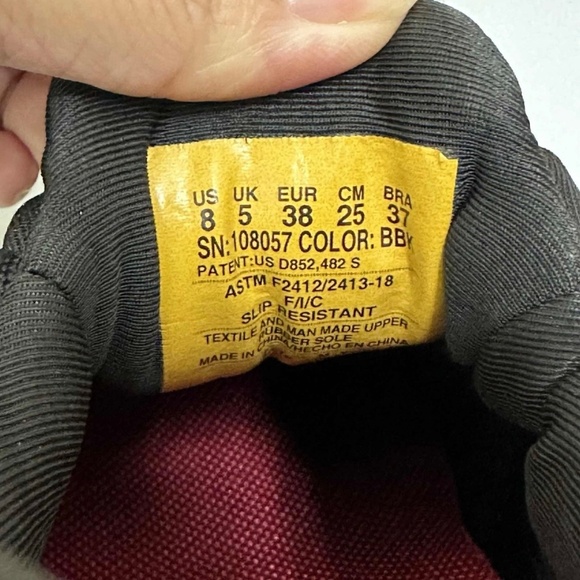 US UK EUR CM BRA
8 5 38 25 37
SN: 108057 COLOR: BBK
PATENT: US D852,482 S
ASTM F2412/2413-18
F/I/C
SLIP RESISTANT
TEXTILE AND MAN MADE UPPER
RUBBER SOLE
MADE IN CHINA/HECHO EN CHINA